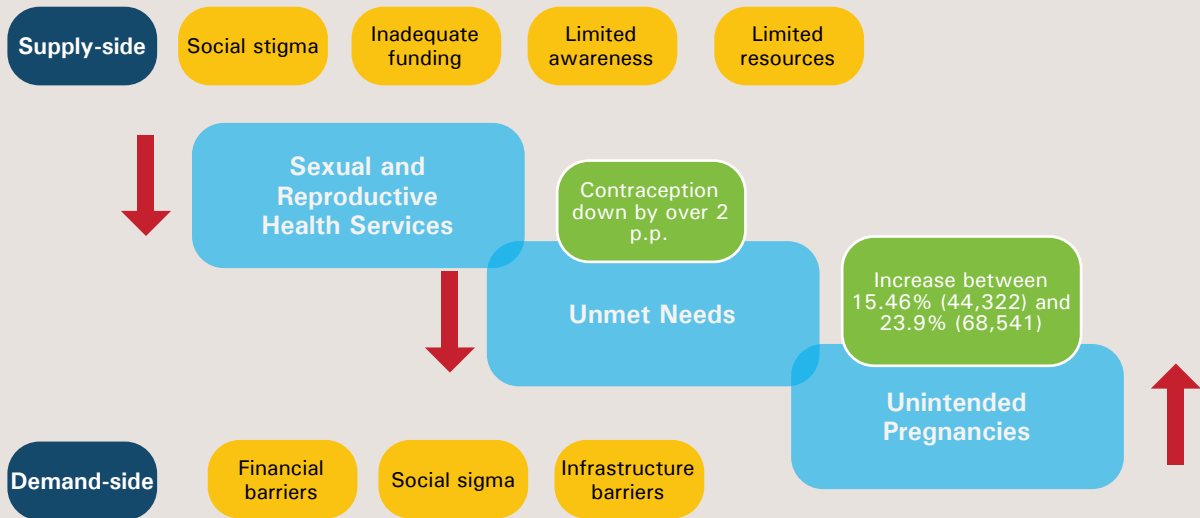 Supply-side
Social stigma
Inadequate
funding
Limited
awareness
Limited
resources
Sexual and
Reproductive
Health Services
Contraception
down by over 2
p.p.
Unmet Needs
Increase between
15.46% (44,322) and
23.9% (68,541)
Unintended
Pregnancies
Demand-side
Financial
barriers
Social sigma
Infrastructure
barriers